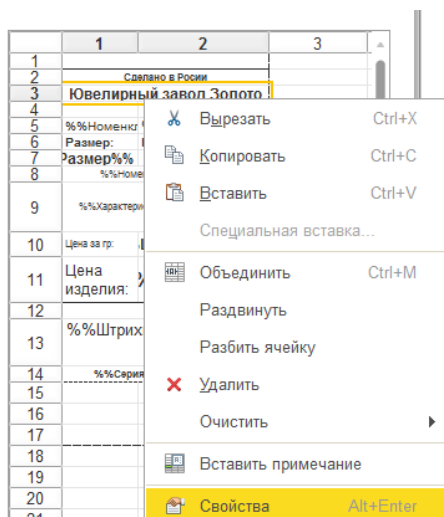 1 2 3
1
2 Сделано в Росии
3 Ювелирный завод Золото
4
5 %%Номенкл
6 Размер:
7 Размер%%
8 %%Номе
9 %%Характери
10 Цена за гр:
11 Цена изделия:
12
13 %%Штрих
14 %%Серия
15
16
17
18
19
20
21
Вырезать Ctrl+X
Копировать Ctrl+C
Вставить Ctrl+V
Специальная вставка...
Объединить Ctrl+M
Раздвинуть
Разбить ячейку
Удалить
Очистить
Вставить примечание
Свойства Alt+Enter